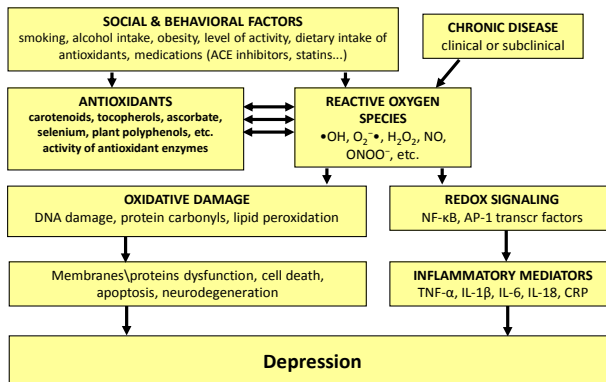 SOCIAL & BEHAVIORAL FACTORS
smoking, alcohol intake, obesity, level of activity, dietary intake of
antioxidants, medications (ACE inhibitors, statins...)
CHRONIC DISEASE
clinical or subclinical
ANTIOXIDANTS
carotenoids, tocopherols, ascorbate,
selenium, plant polyphenols, etc.
activity of antioxidant enzymes
REACTIVE OXYGEN
SPECIES
•OH, O₂⁻•, H₂O₂, NO,
ONOO⁻, etc.
OXIDATIVE DAMAGE
DNA damage, protein carbonyls, lipid peroxidation
REDOX SIGNALING
NF-κB, AP-1 transcr factors
Membranes\proteins dysfunction, cell death,
apoptosis, neurodegeneration
INFLAMMATORY MEDIATORS
TNF-α, IL-1β, IL-6, IL-18, CRP
Depression